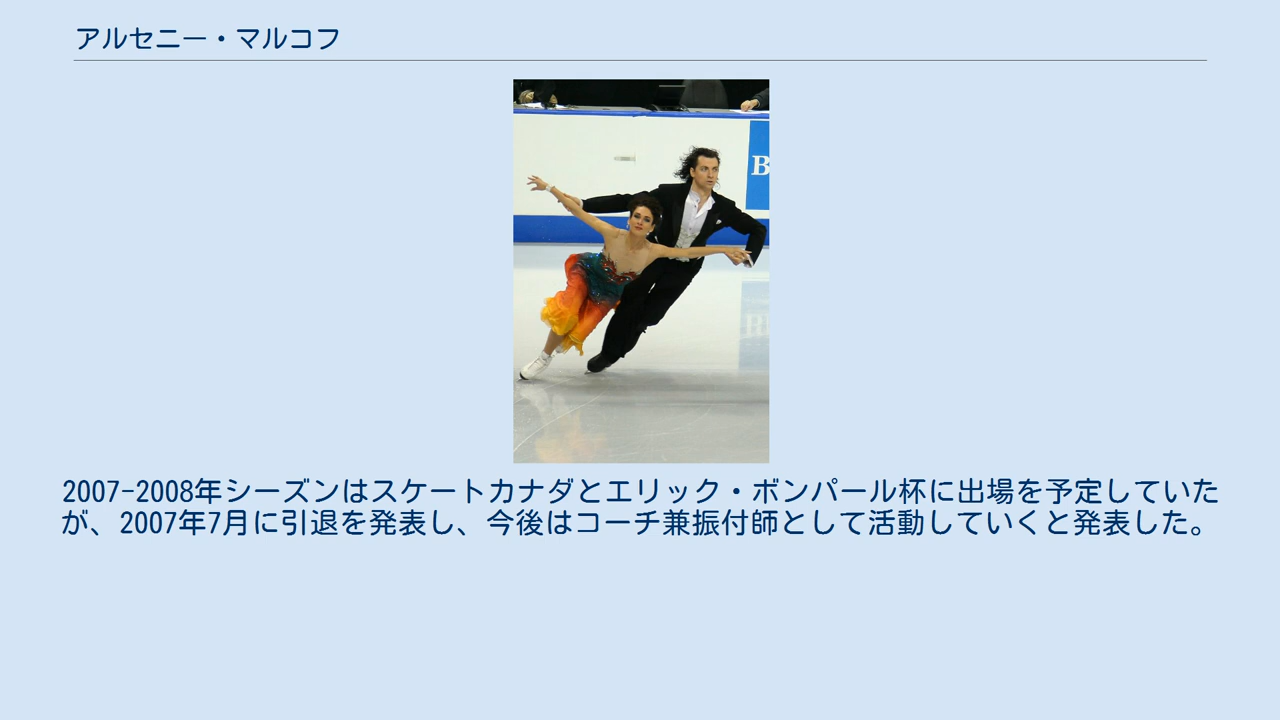 アルセニー・マルコフ
B
2007-2008年シーズンはスケートカナダとエリック・ボンパール杯に出場を予定していた
が、2007年7月に引退を発表し、今後はコーチ兼振付師として活動していくと発表した。